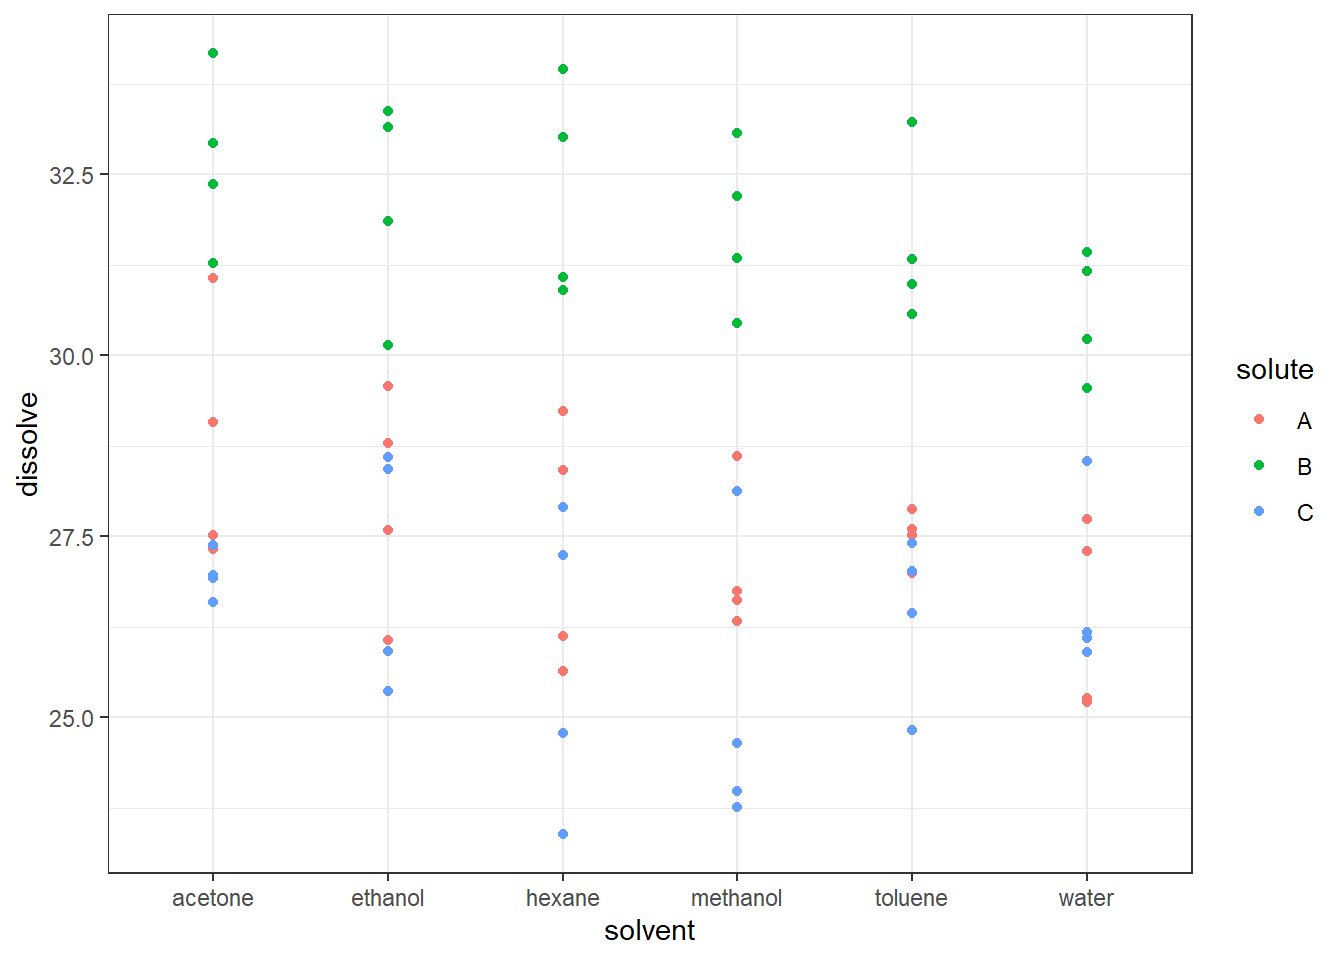 32.5
30.0
27.5
25.0
dissolve
acetone ethanol hexane methanol toluene water
solvent
solute
A
B
C